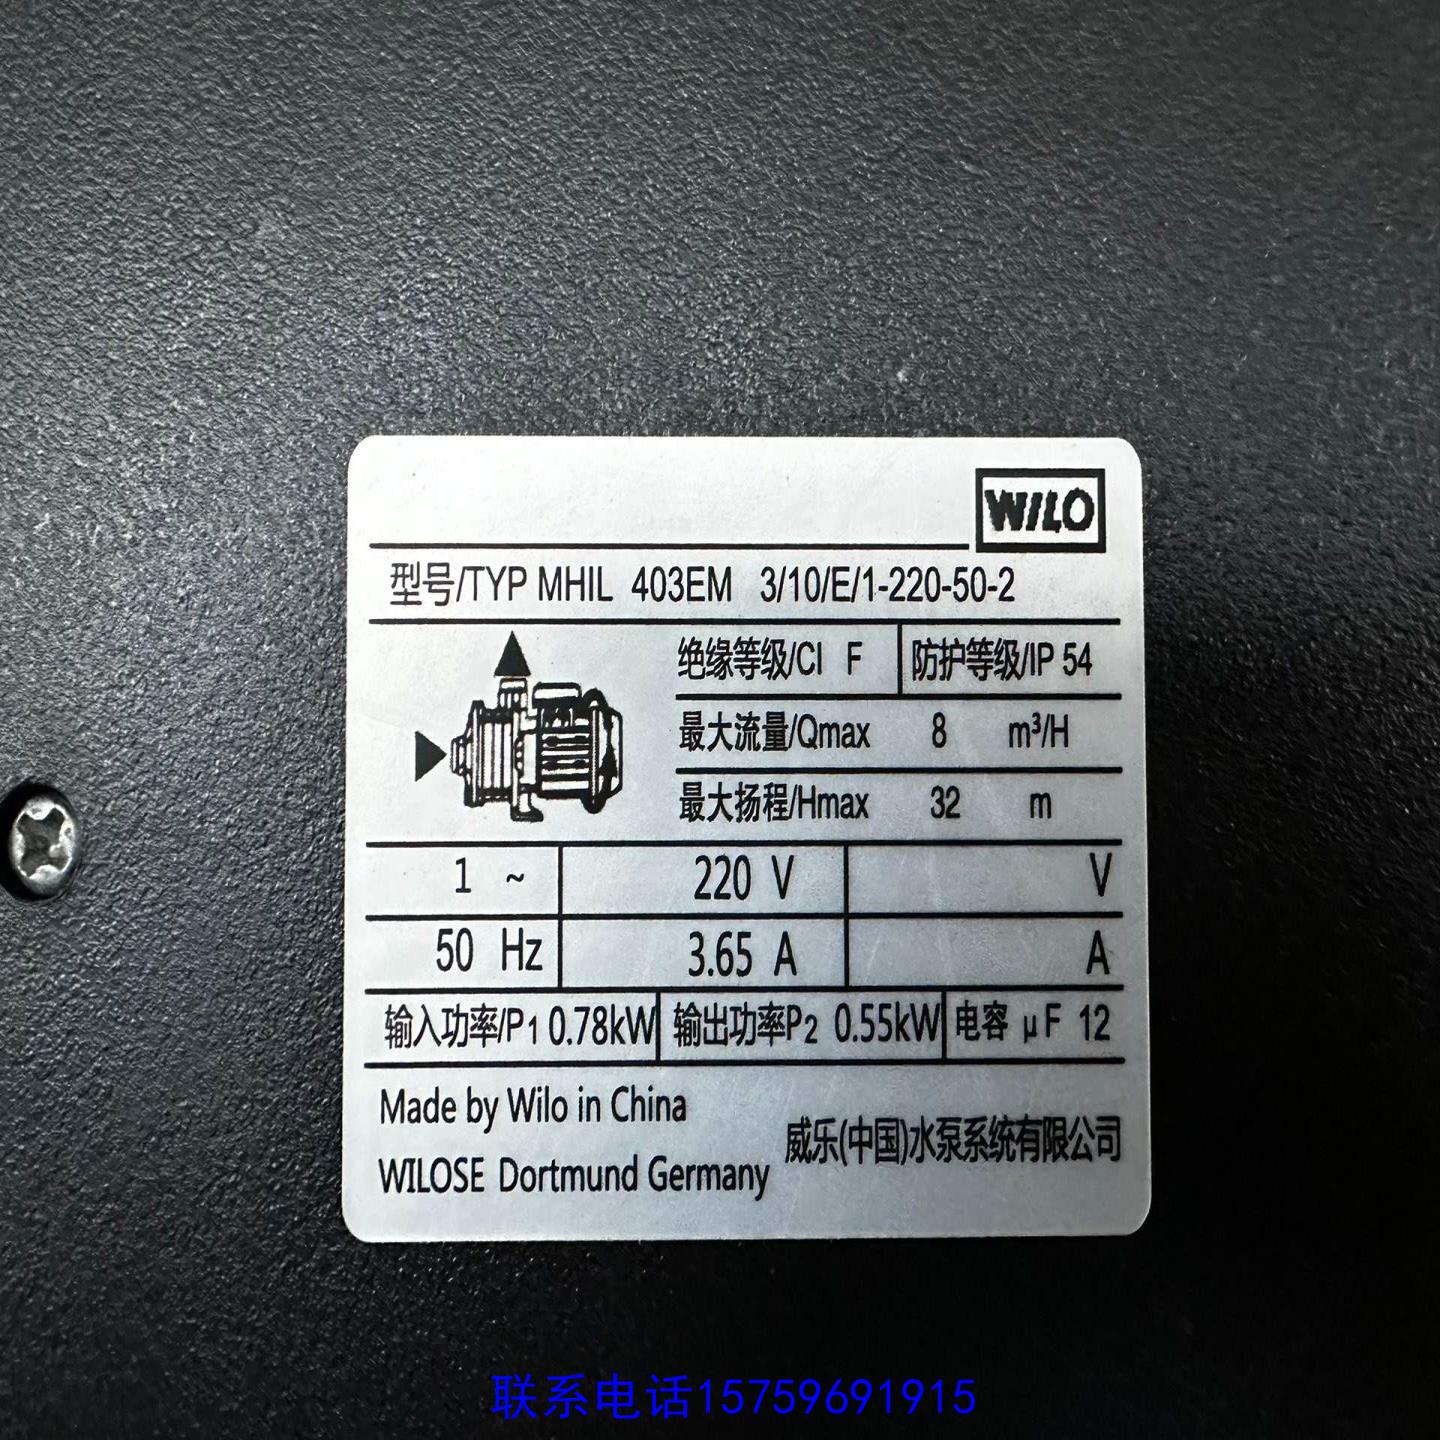 WILO
型号/TYP MHIL 403EM 3/10/E/1-220-50-2
绝缘等级/CI F 防护等级/IP 54
最大流量/Qmax 8 m³/H
最大扬程/Hmax 32 m
1 ~ 220 V V
50 Hz 3.65 A A
输入功率/P1 0.78kW 输出功率P2 0.55kW 电容 μF 12
Made by Wilo in China
威乐(中国)水泵系统有限公司
WILOSE Dortmund Germany
联系电话15759691915